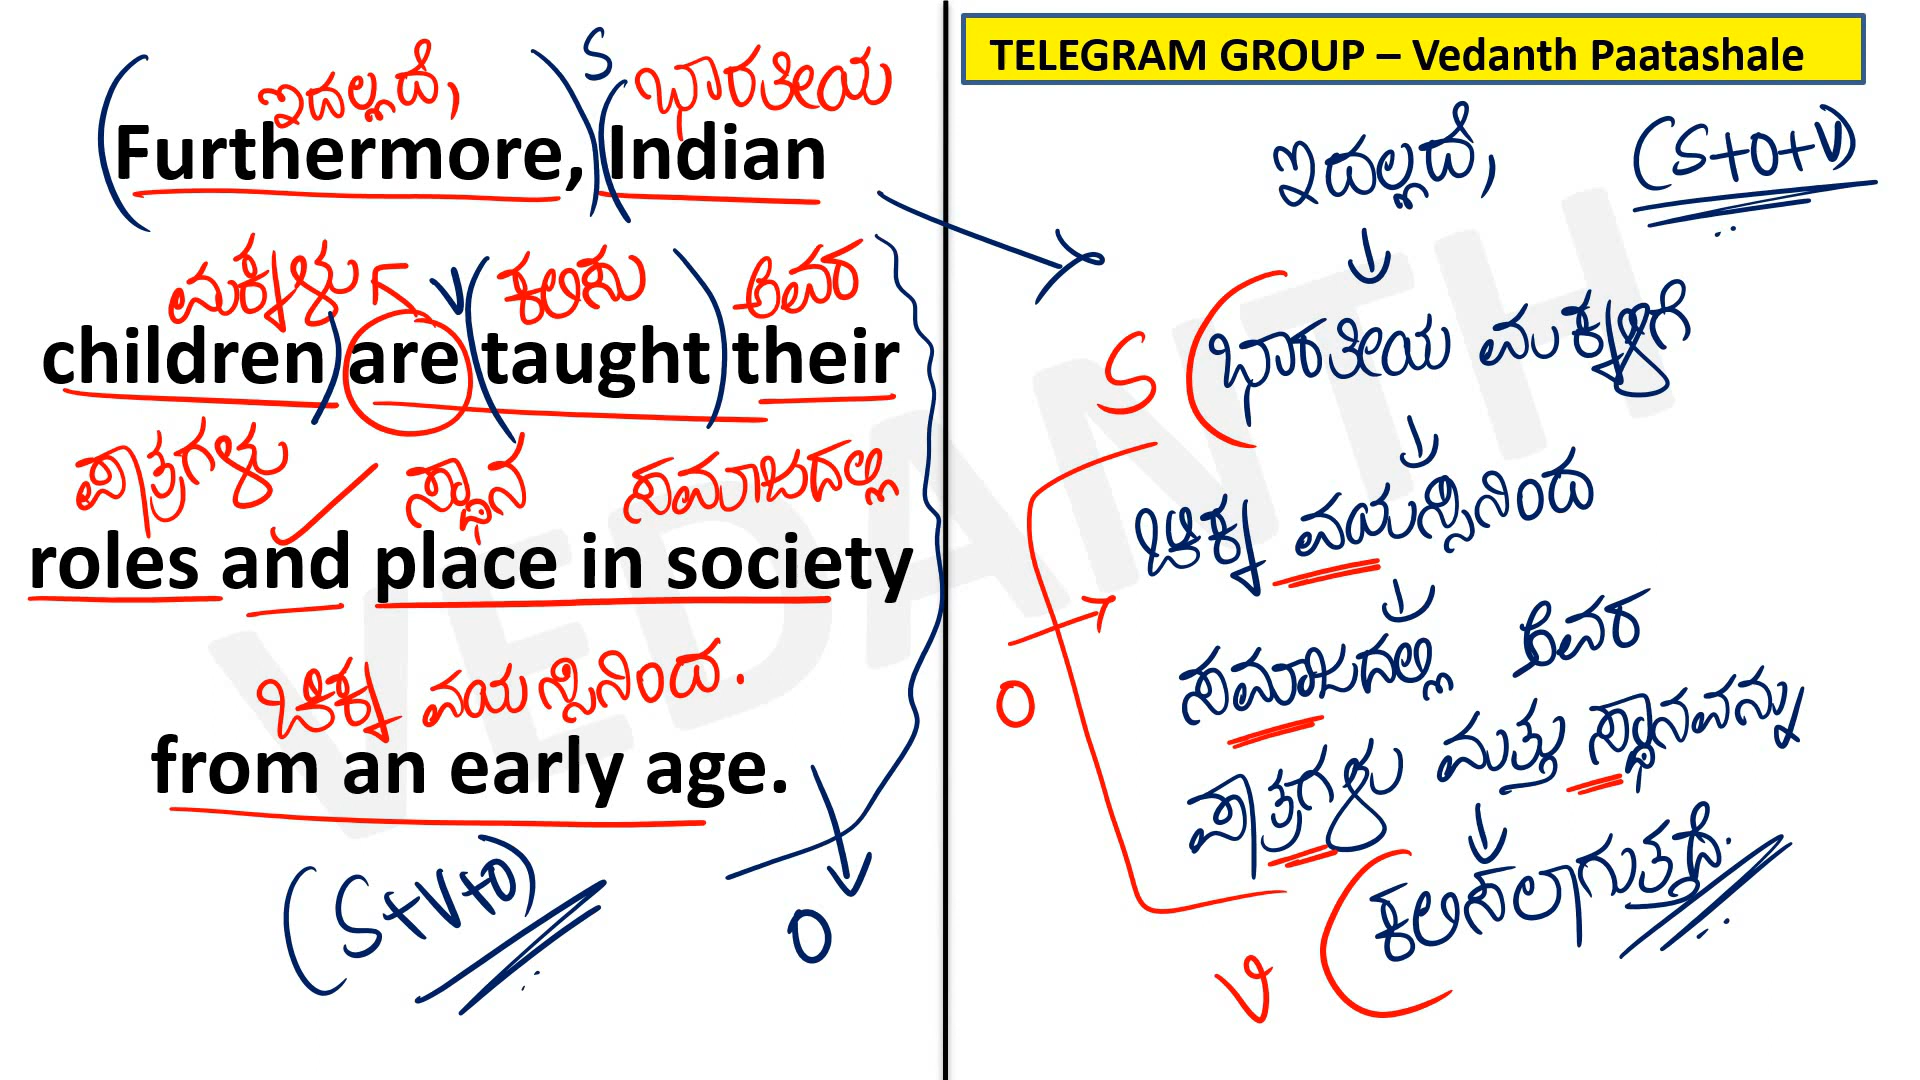 S
ಇದಲ್ಲದೆ, ಭಾರತೀಯ
(Furthermore,) (Indian
ಮಕ್ಕಳು V ಕಲಿಸು ಅವರ
children) are (taught) their
ಪಾತ್ರಗಳು ಸ್ಥಾನ ಸಮಾಜದಲ್ಲಿ
roles and place in society
ಚಿಕ್ಕ ವಯಸ್ಸಿನಿಂದ.
from an early age.
(S+V+O)
O
TELEGRAM GROUP – Vedanth Paatashale
ಇದಲ್ಲದೆ, (S+O+V)
S (ಭಾರತೀಯ ಮಕ್ಕಳಿಗೆ
ಚಿಕ್ಕ ವಯಸ್ಸಿನಿಂದ
O ಸಮಾಜದಲ್ಲಿ ಅವರ
ಪಾತ್ರಗಳು ಮತ್ತು ಸ್ಥಾನವನ್ನು
V (ಕಲಿಸಲಾಗುತ್ತದೆ.
VEDANTH